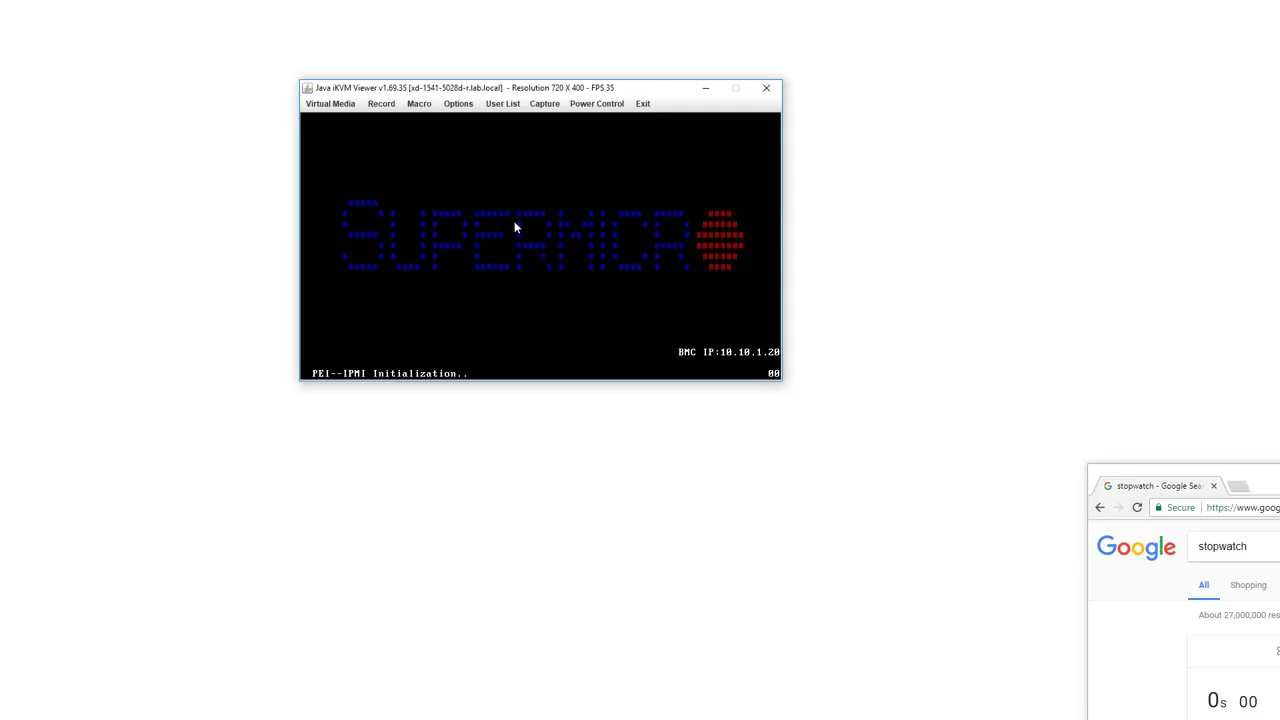 Java iKVM Viewer v1.69.35 [xd-1541-5028d-r.lab.local] - Resolution 720 X 400 - FPS 35
Virtual Media Record Macro Options User List Capture Power Control Exit
SUPERMICRO
BMC IP:10.10.1.20
PEI--IPMI Initialization.. 00
stopwatch - Google Sea
Secure https://www.goog
Google stopwatch
All Shopping
About 27,000,000 res
0s 00